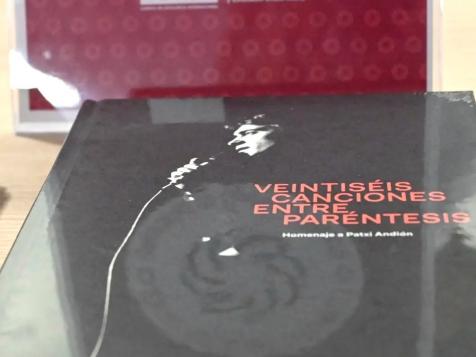 VEINTISÉIS
CANCIONES
ENTRE
PARÉNTESIS
Homenaje a Patxi Andión